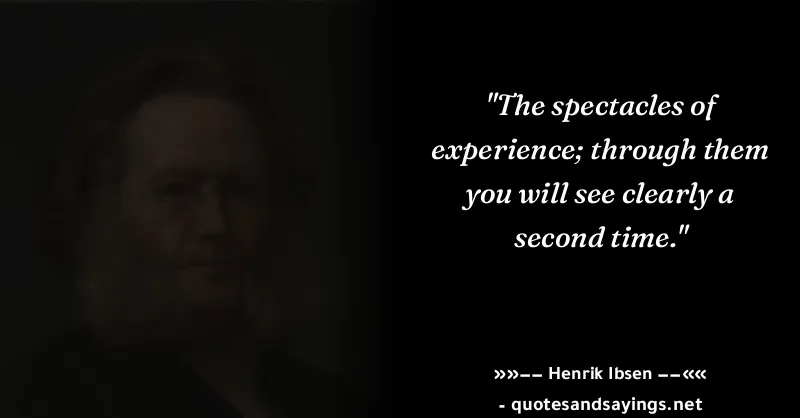 "The spectacles of
experience; through them
you will see clearly a
second time."
»»−− Henrik Ibsen −−««
- quotesandsayings.net